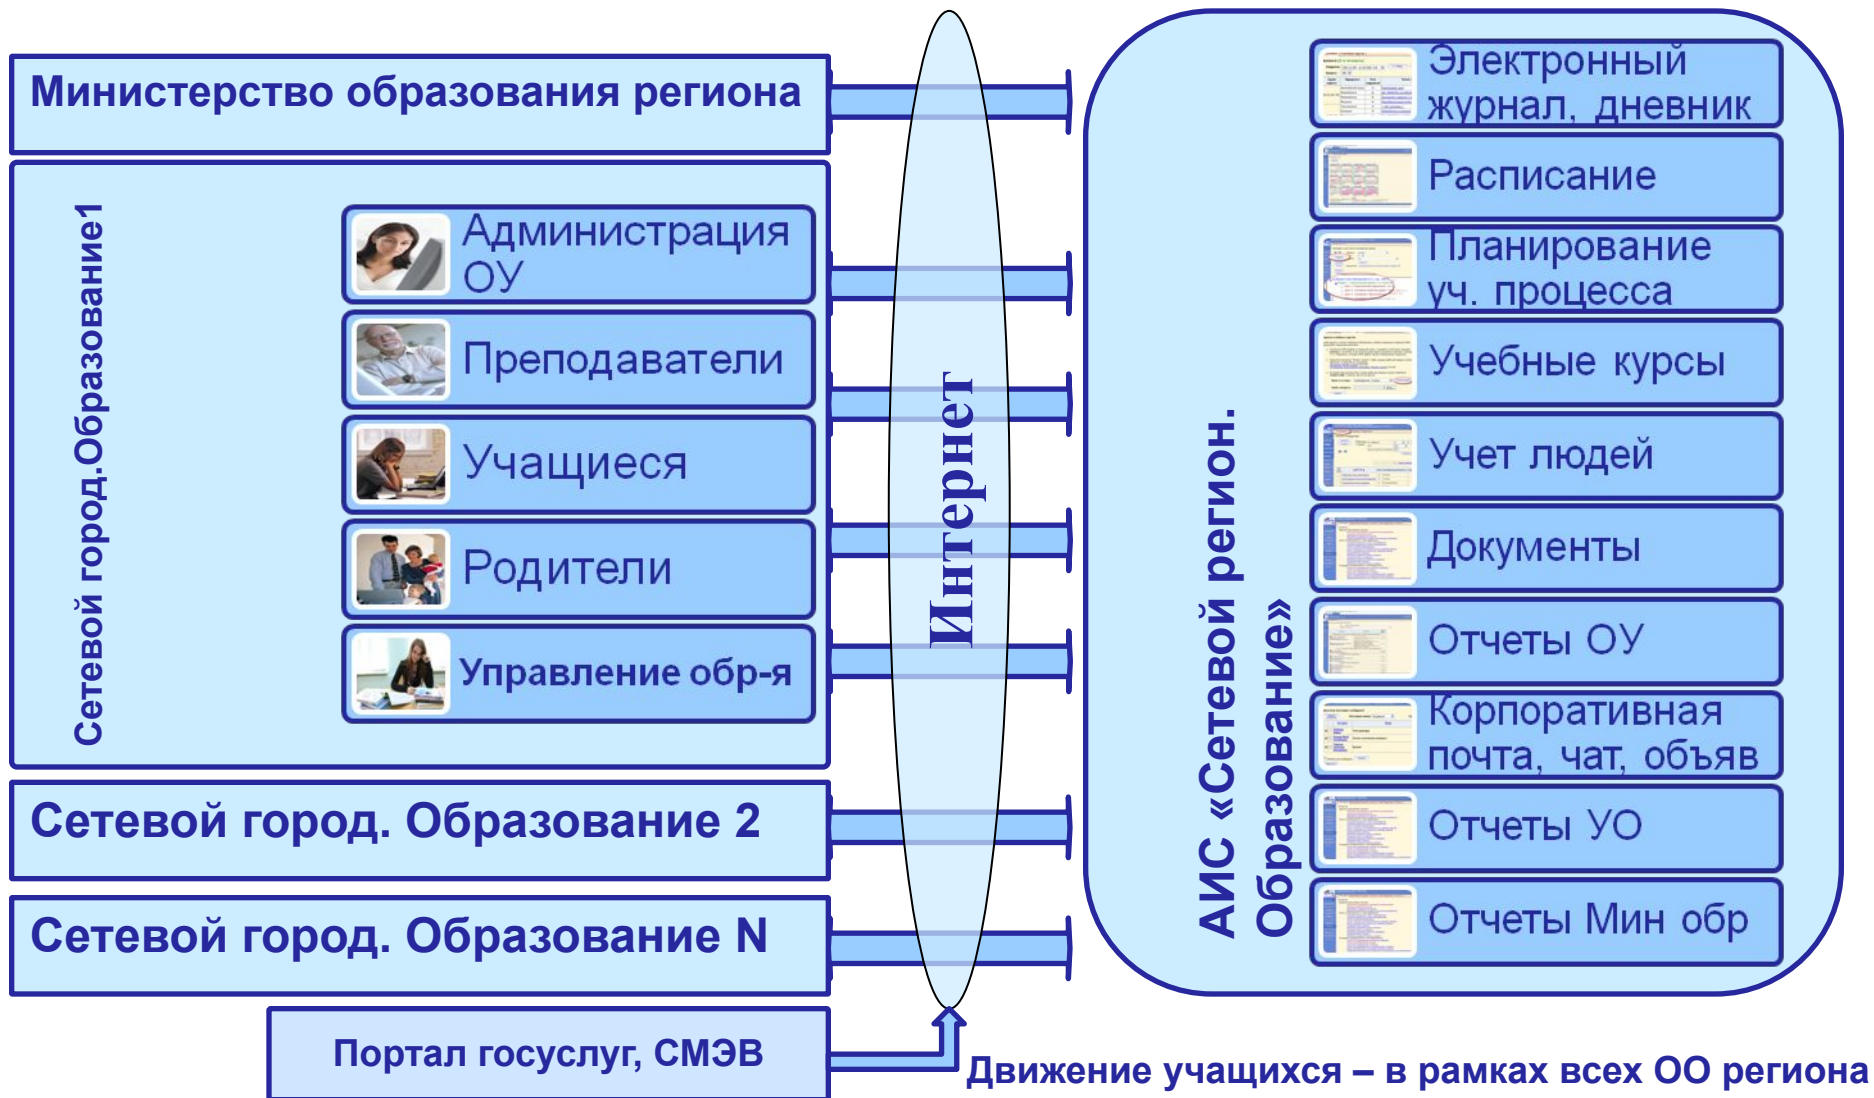 Министерство образования региона
Сетевой город.Образование1
Администрация
ОУ
Преподаватели
Учащиеся
Родители
Управление обр-я
Сетевой город. Образование 2
Сетевой город. Образование N
Портал госуслуг, СМЭВ
Интернет
АИС «Сетевой регион.
Образование»
Электронный
журнал, дневник
Расписание
Планирование
уч. процесса
Учебные курсы
Учет людей
Документы
Отчеты ОУ
Корпоративная
почта, чат, объяв
Отчеты УО
Отчеты Мин обр
Движение учащихся – в рамках всех ОО региона